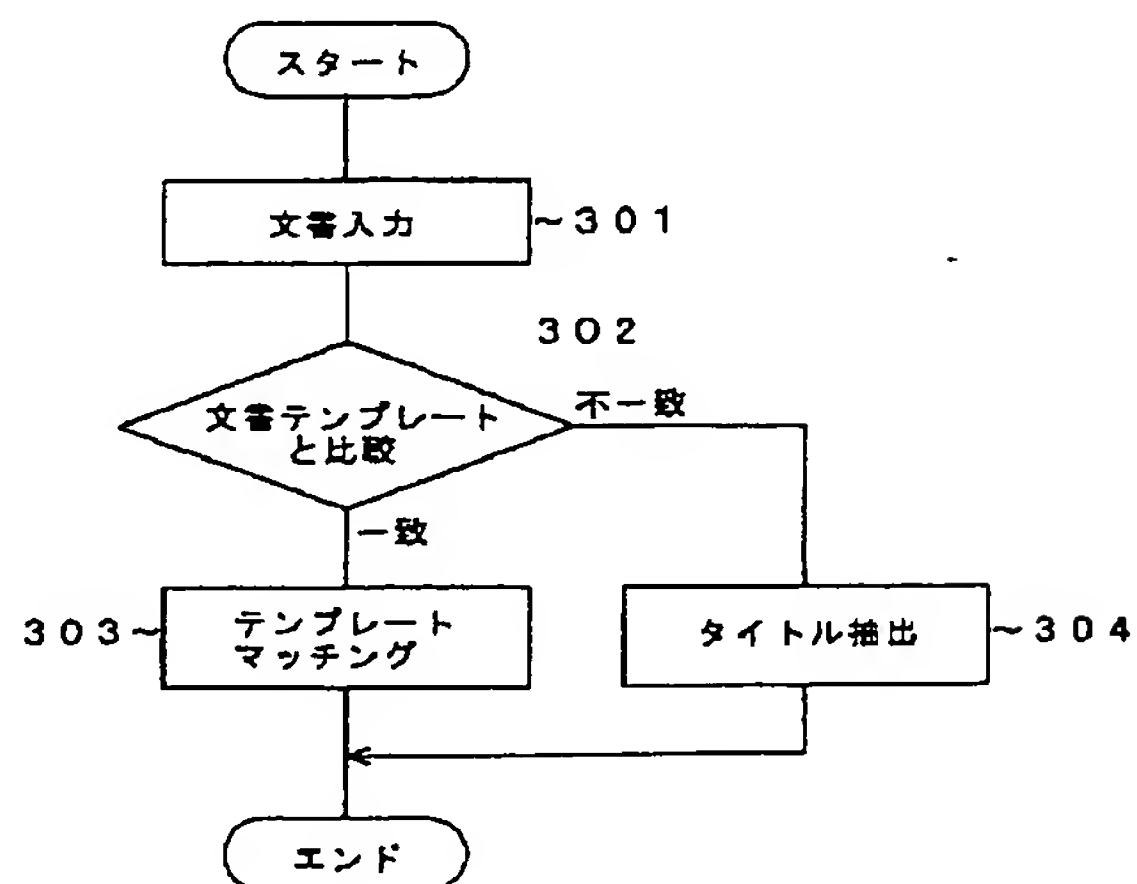 スタート
文書入力
~301
302
文書テンプレート
と比較
不一致
一致
303~
テンプレート
マッチング
タイトル抽出
~304
エンド